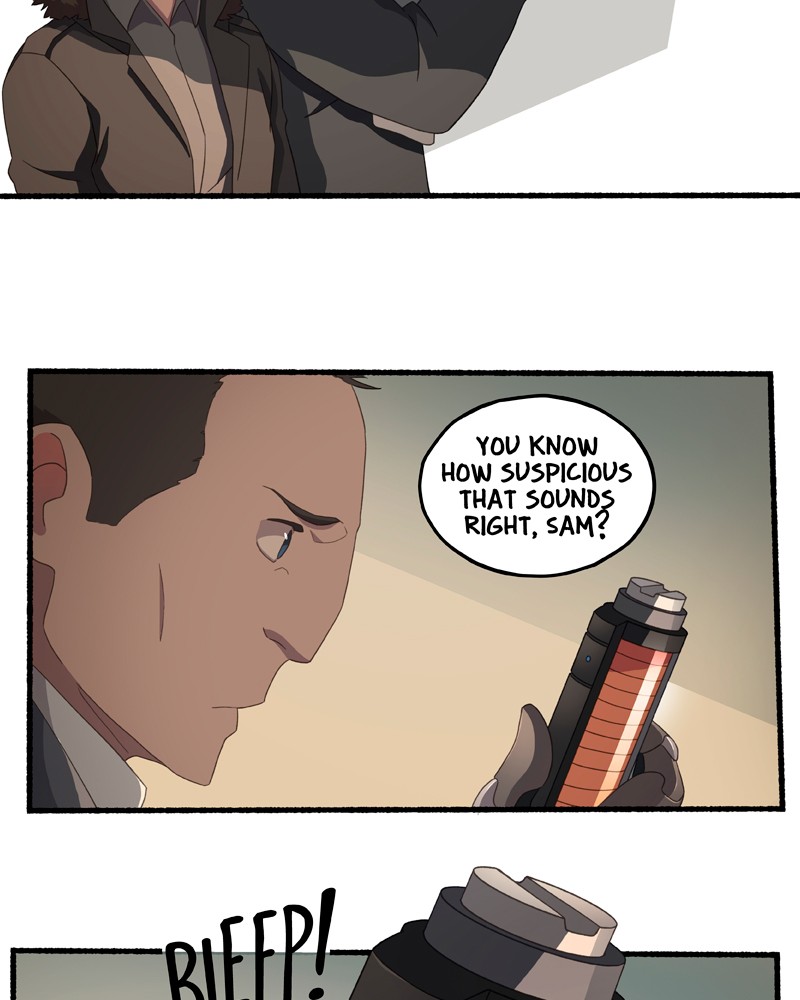 YOU KNOW
HOW SUSPICIOUS
THAT SOUNDS
RIGHT, SAM?
BLEEP!